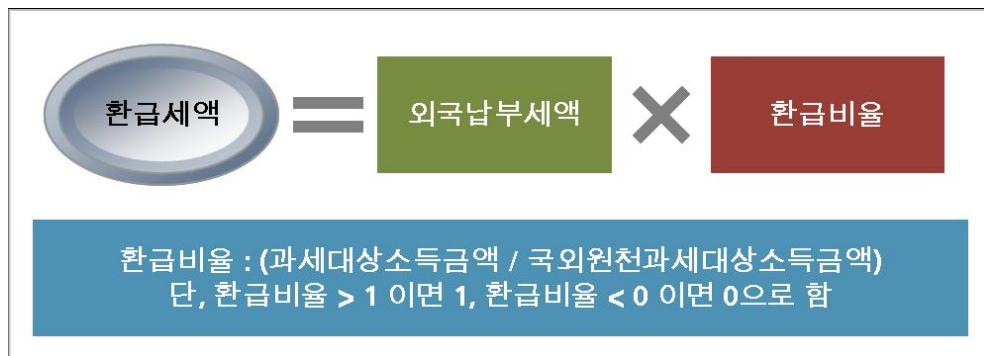 환급세액 = 외국납부세액 × 환급비율
환급비율 : (과세대상소득금액 / 국외원천과세대상소득금액)
단, 환급비율 > 1 이면 1, 환급비율 < 0 이면 0으로 함